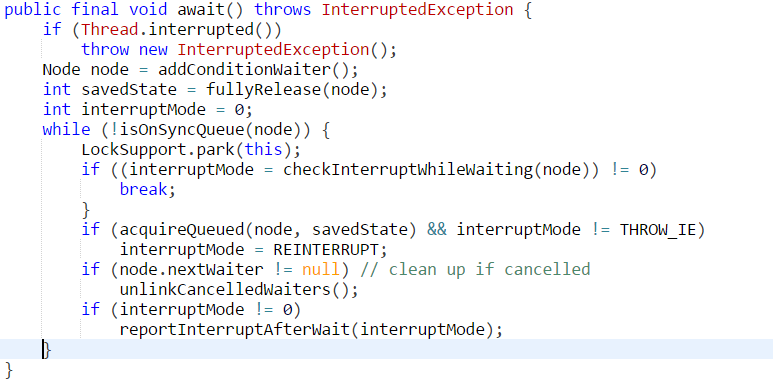 public final void await() throws InterruptedException {
    if (Thread.interrupted())
        throw new InterruptedException();
    Node node = addConditionWaiter();
    int savedState = fullyRelease(node);
    int interruptMode = 0;
    while (!isOnSyncQueue(node)) {
        LockSupport.park(this);
        if ((interruptMode = checkInterruptWhileWaiting(node)) != 0)
            break;
        }
        if (acquireQueued(node, savedState) && interruptMode != THROW_IE)
            interruptMode = REINTERRUPT;
        if (node.nextWaiter != null) // clean up if cancelled
            unlinkCancelledWaiters();
        if (interruptMode != 0)
            reportInterruptAfterWait(interruptMode);
    }
}